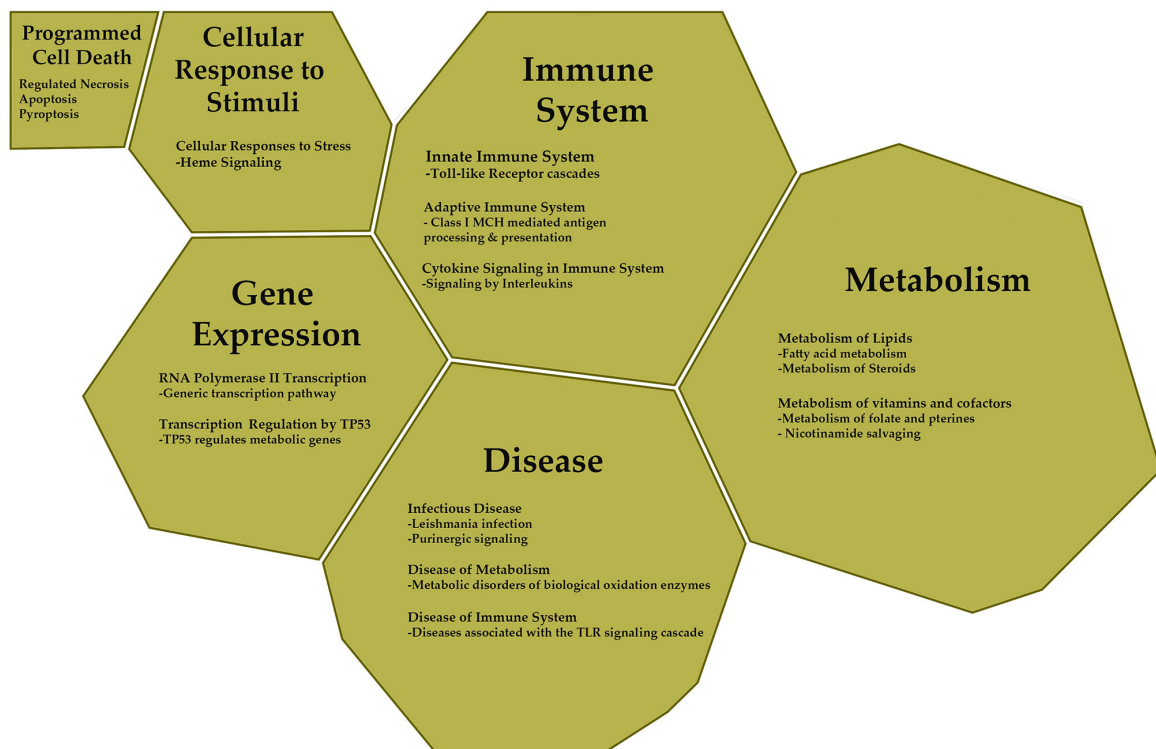 Programmed
Cell Death
Regulated Necrosis
Apoptosis
Pyroptosis
Cellular
Response to
Stimuli
Cellular Responses to Stress
-Heme Signaling
Immune
System
Innate Immune System
-Toll-like Receptor cascades
Adaptive Immune System
- Class I MCH mediated antigen
processing & presentation
Cytokine Signaling in Immune System
-Signaling by Interleukins
Metabolism
Metabolism of Lipids
-Fatty acid metabolism
-Metabolism of Steroids
Metabolism of vitamins and cofactors
-Metabolism of folate and pterines
- Nicotinamide salvaging
Gene
Expression
RNA Polymerase II Transcription
-Generic transcription pathway
Transcription Regulation by TP53
-TP53 regulates metabolic genes
Disease
Infectious Disease
-Leishmania infection
-Purinergic signaling
Disease of Metabolism
-Metabolic disorders of biological oxidation enzymes
Disease of Immune System
-Diseases associated with the TLR signaling cascade